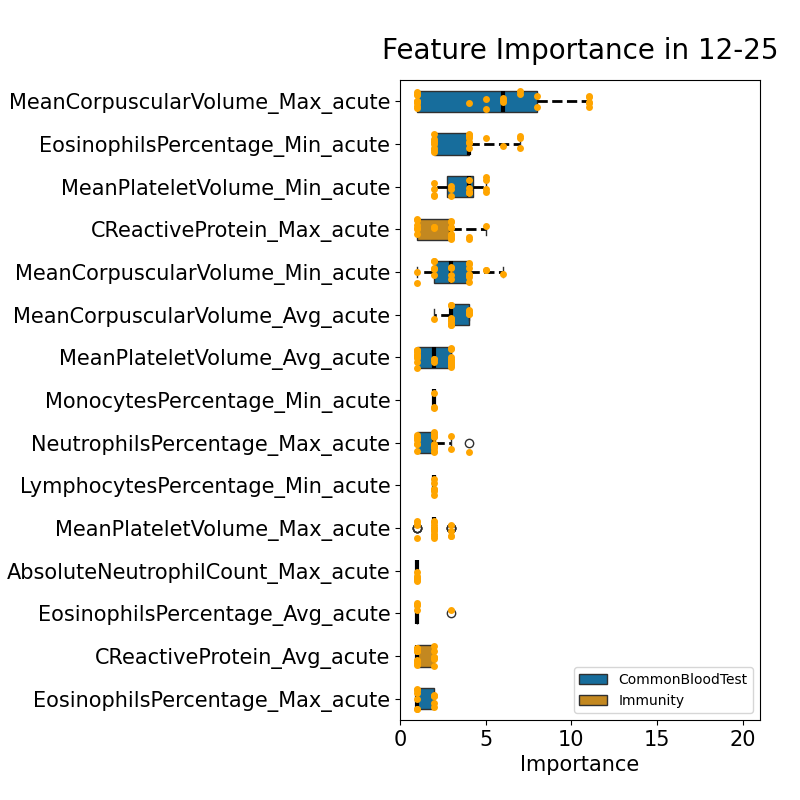 Feature Importance in 12-25
MeanCorpuscularVolume_Max_acute
EosinophilsPercentage_Min_acute
MeanPlateletVolume_Min_acute
CReactiveProtein_Max_acute
MeanCorpuscularVolume_Min_acute
MeanCorpuscularVolume_Avg_acute
MeanPlateletVolume_Avg_acute
MonocytesPercentage_Min_acute
NeutrophilsPercentage_Max_acute
LymphocytesPercentage_Min_acute
MeanPlateletVolume_Max_acute
AbsoluteNeutrophilCount_Max_acute
EosinophilsPercentage_Avg_acute
CReactiveProtein_Avg_acute
EosinophilsPercentage_Max_acute
CommonBloodTest
Immunity
0 5 10 15 20
Importance